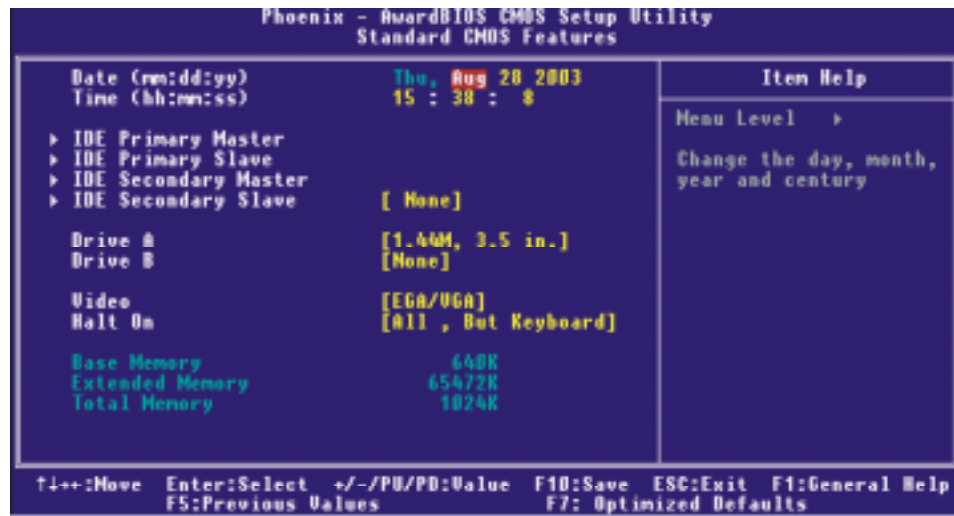 Phoenix - AwardBIOS CMOS Setup Utility
Standard CMOS Features
Date (mm:dd:yy) Thu, Aug 28 2003
Time (hh:mm:ss) 15 : 38 : 8
▸ IDE Primary Master
▸ IDE Primary Slave
▸ IDE Secondary Master
▸ IDE Secondary Slave [ None]
Drive A [1.44M, 3.5 in.]
Drive B [None]
Video [EGA/VGA]
Halt On [All , But Keyboard]
Base Memory 640K
Extended Memory 65472K
Total Memory 1024K
Item Help
Menu Level ▸
Change the day, month,
year and century
↑↓→←:Move Enter:Select +/-/PU/PD:Value F10:Save ESC:Exit F1:General Help
F5:Previous Values F7: Optimized Defaults